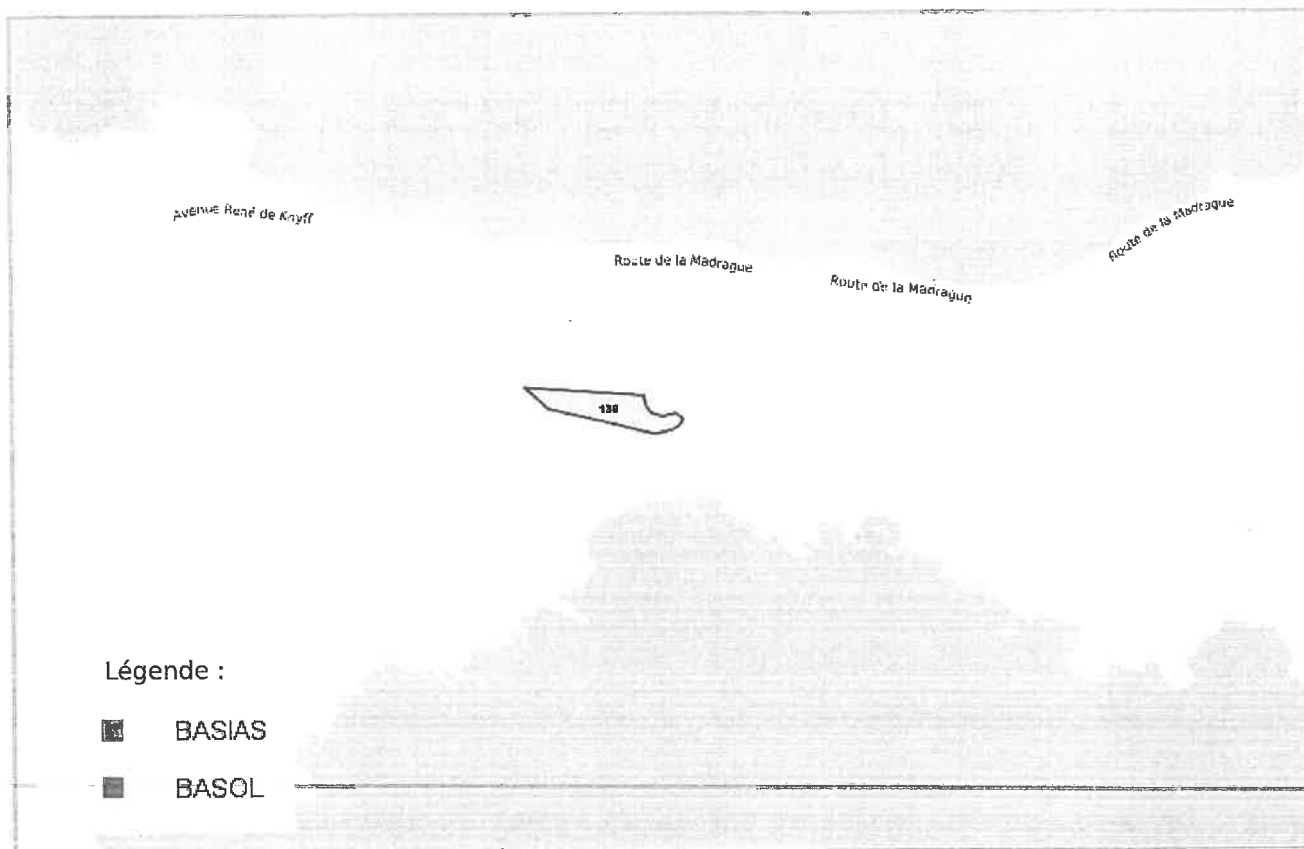 Route de la Madrague
Avenue René de Knyff
Route de la Madrague
Route de la Madrague
Légende :
BASIAS
BASOL